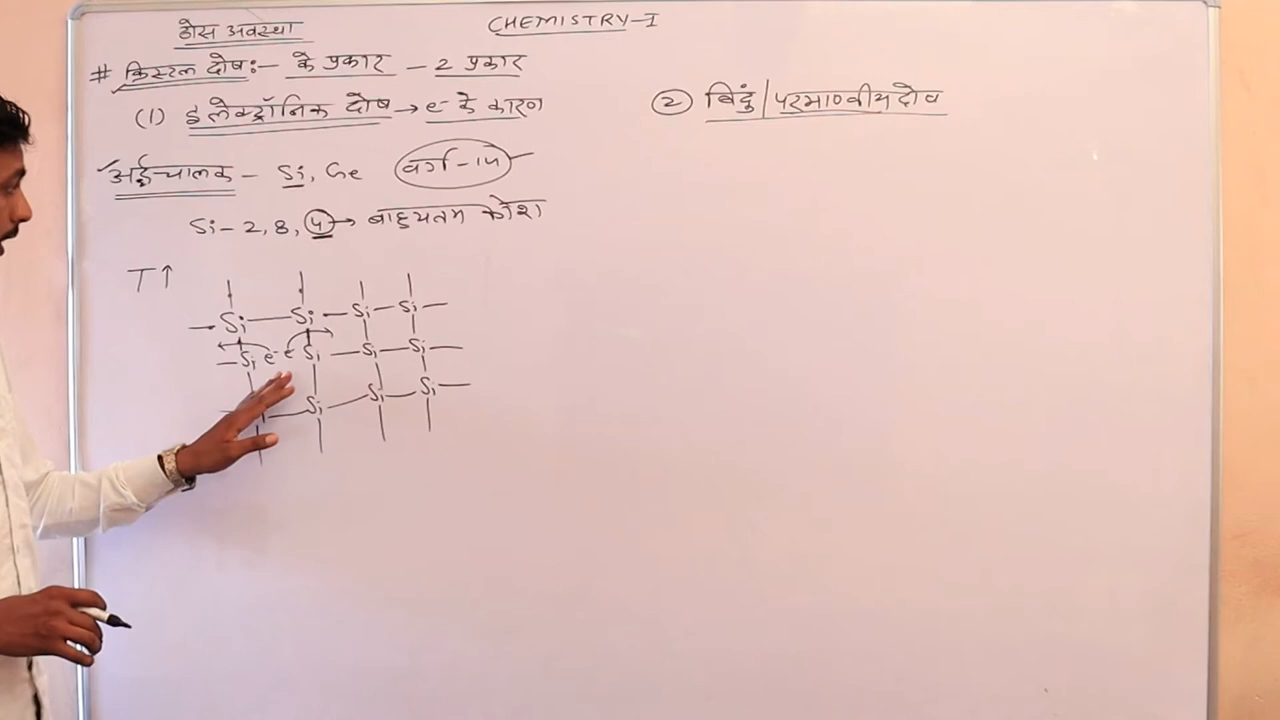 ठोस अवस्था
CHEMISTRY-I
# क्रिस्टल दोष :- के प्रकार - 2 प्रकार
(1) इलेक्ट्रॉनिक दोष → e⁻ के कारण
② बिंदु / परमाण्वीय दोष
अर्द्धचालक - Si, Ge वर्ग-14
Si - 2, 8, ④ → बाह्यतम कोश
T↑
Si Si Si Si
Si e⁻ e⁻ Si Si Si
Si Si Si